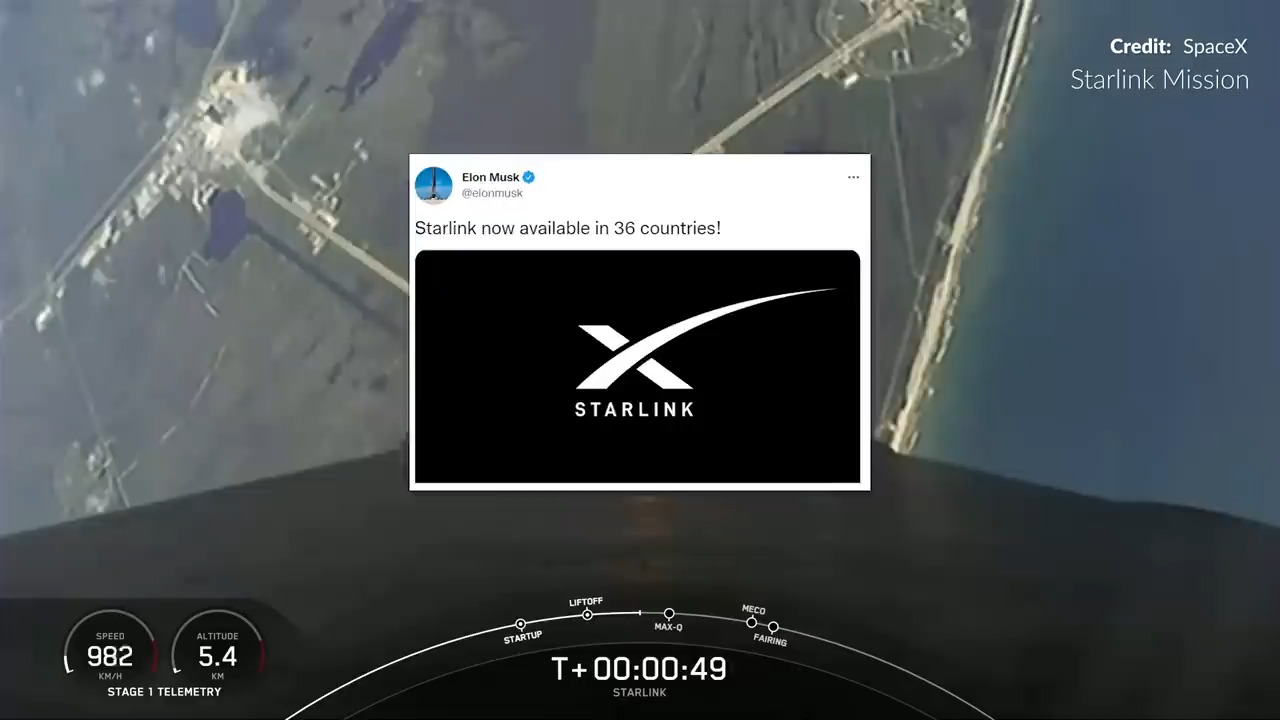 Credit: SpaceX
Starlink Mission
Elon Musk
@elonmusk
Starlink now available in 36 countries!
STARLINK
SPEED
982
KM/H
ALTITUDE
5.4
KM
STAGE 1 TELEMETRY
STARTUP
LIFTOFF
MAX-Q
MECO
FAIRING
T+00:00:49
STARLINK